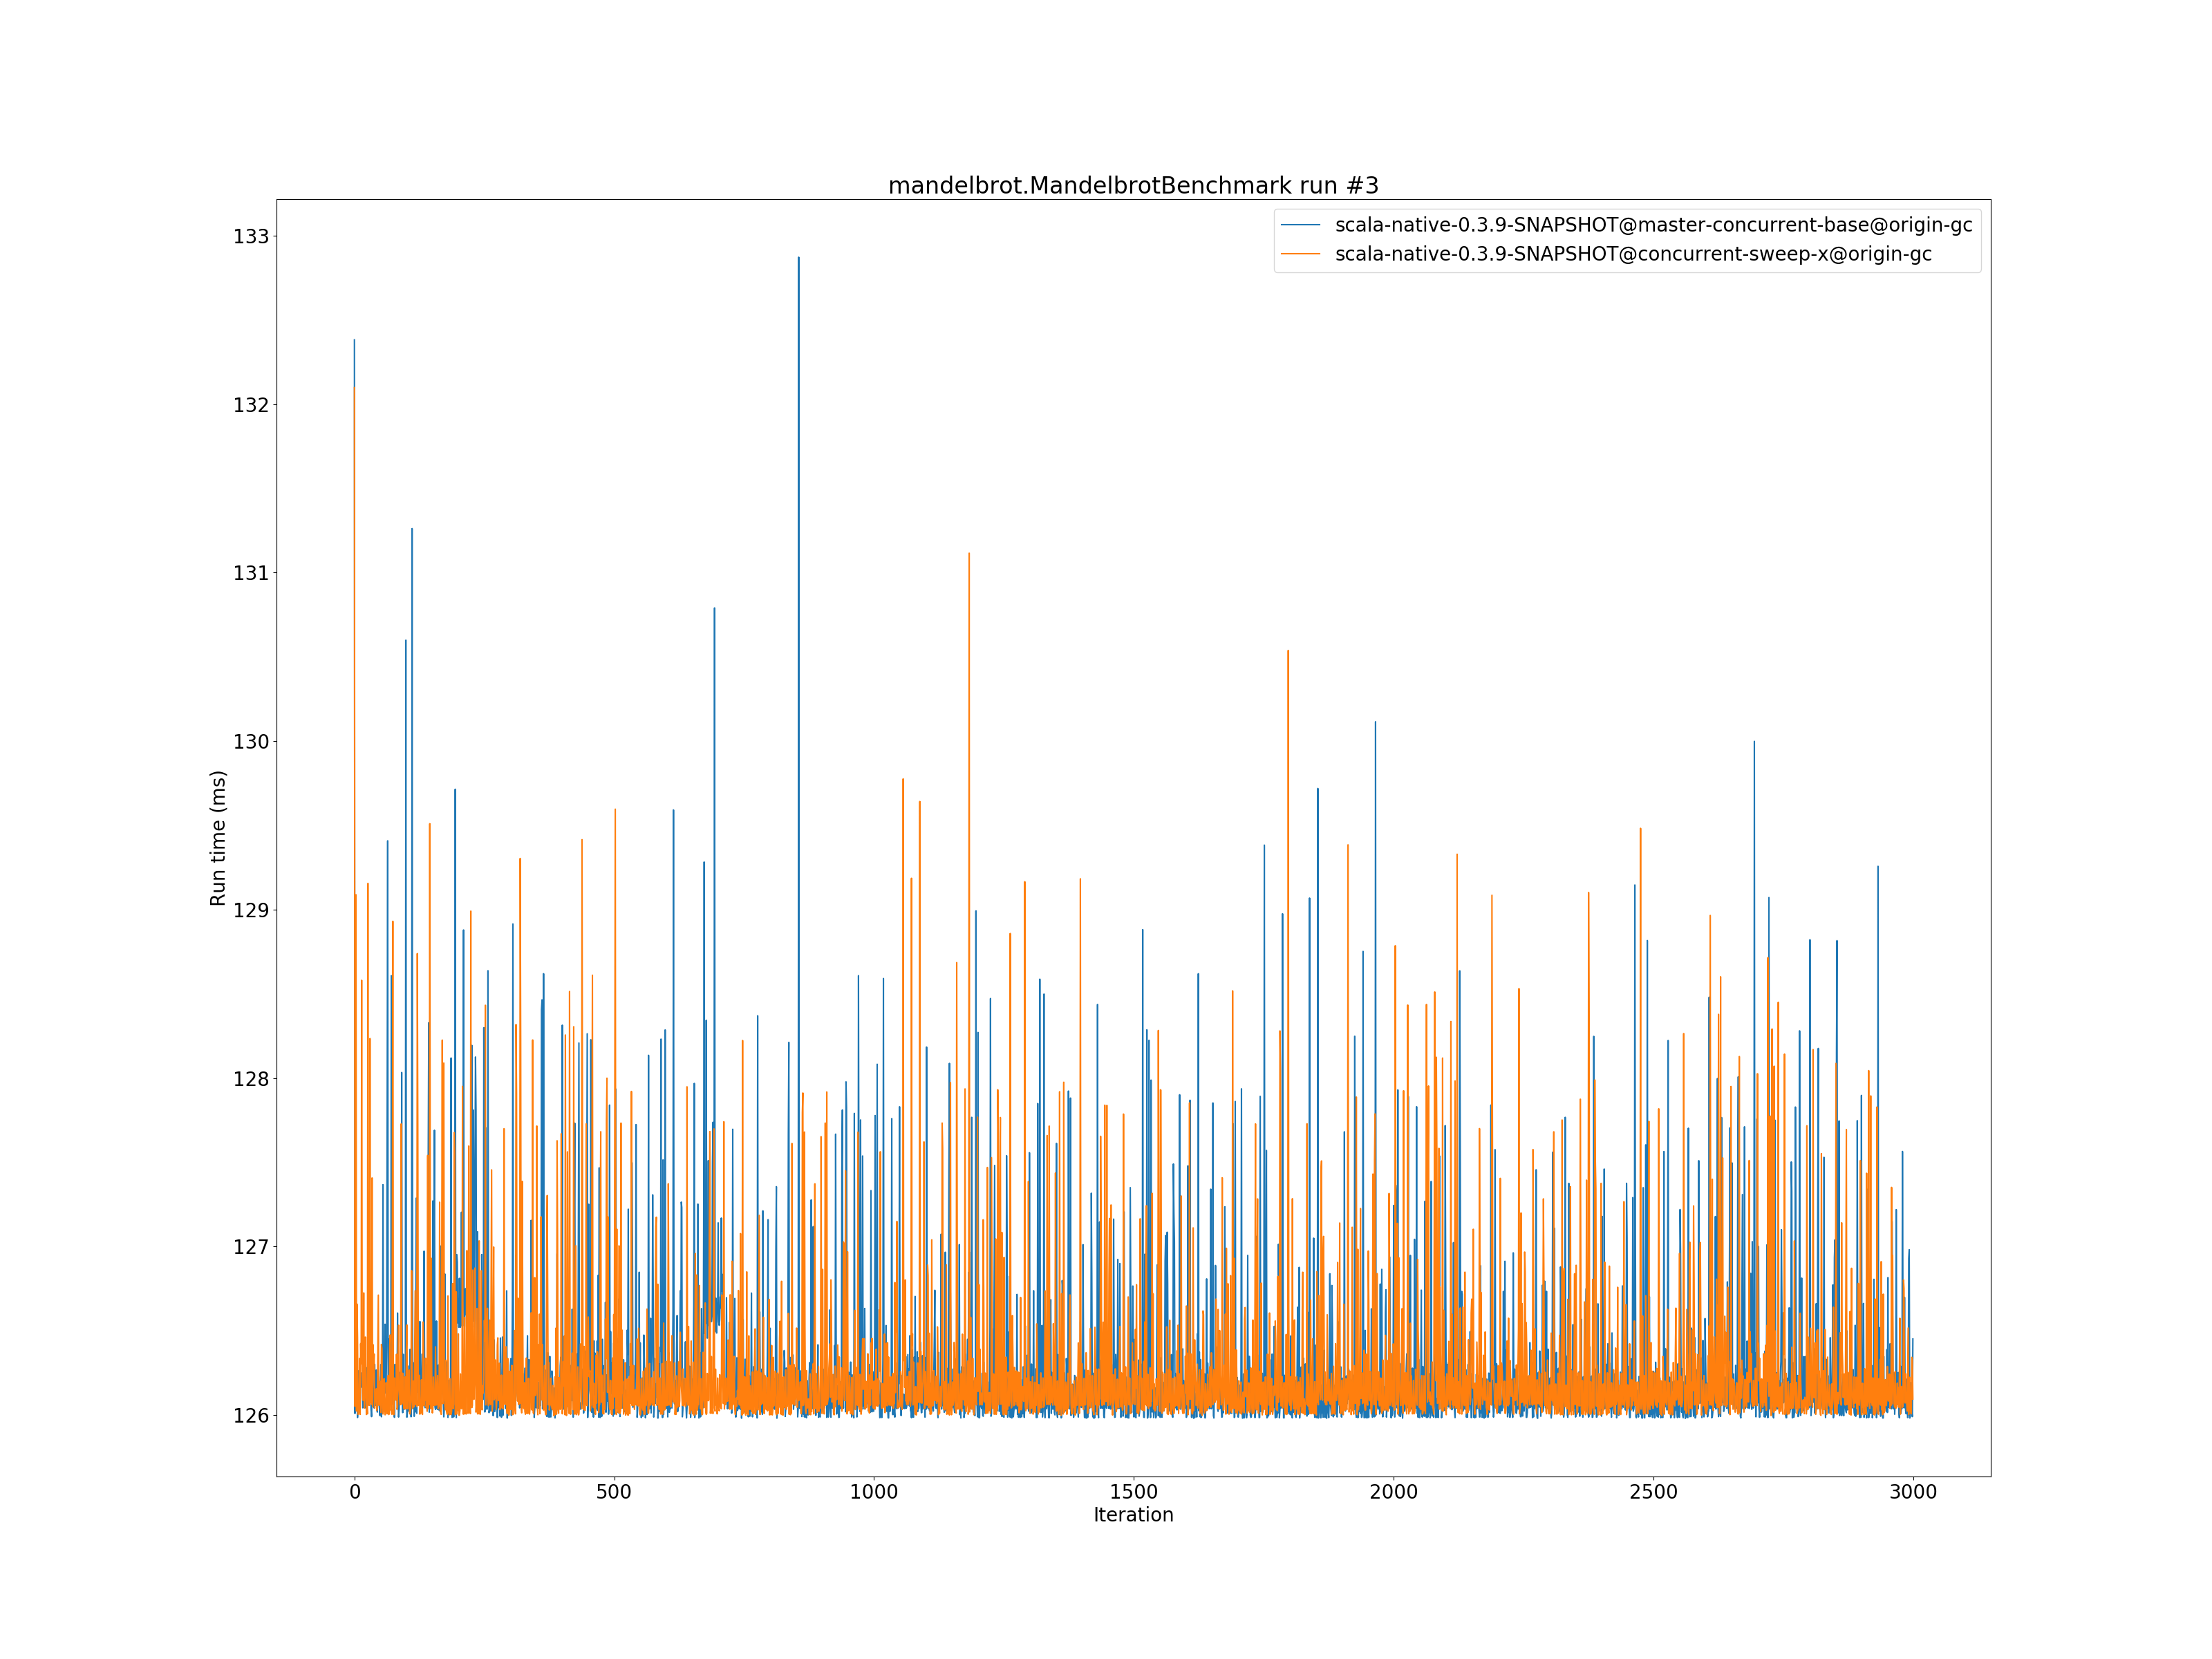 mandelbrot.MandelbrotBenchmark run #3
scala-native-0.3.9-SNAPSHOT@master-concurrent-base@origin-gc
scala-native-0.3.9-SNAPSHOT@concurrent-sweep-x@origin-gc
133
132
131
130
129
128
127
126
Run time (ms)
0 500 1000 1500 2000 2500 3000
Iteration